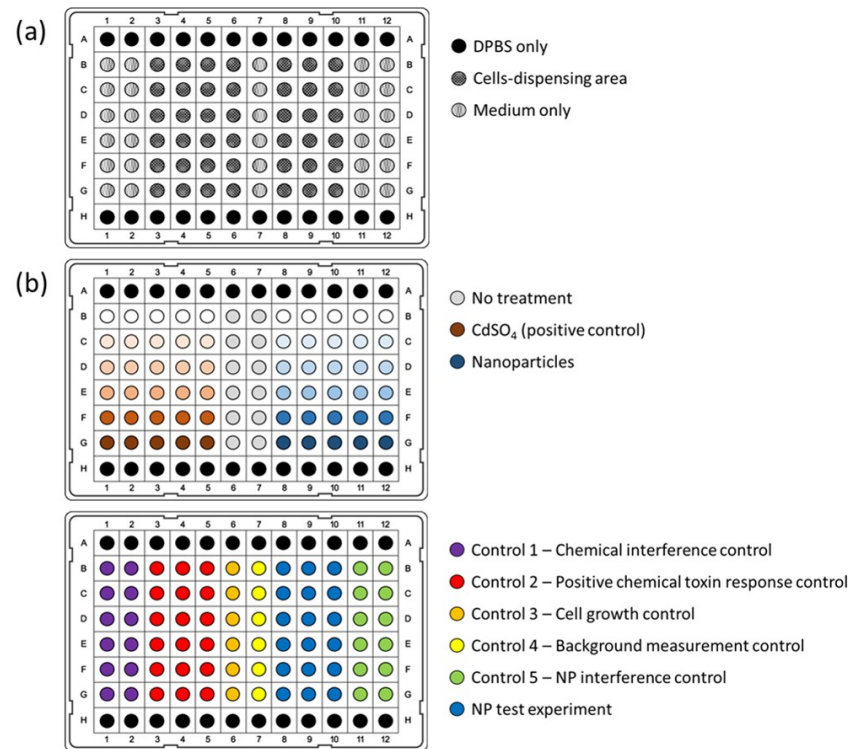 (a)
1 2 3 4 5 6 7 8 9 10 11 12
A A
B B
C C
D D
E E
F F
G G
H H
1 2 3 4 5 6 7 8 9 10 11 12
DPBS only
Cells-dispensing area
Medium only
(b)
1 2 3 4 5 6 7 8 9 10 11 12
A A
B B
C C
D D
E E
F F
G G
H H
1 2 3 4 5 6 7 8 9 10 11 12
No treatment
CdSO₄ (positive control)
Nanoparticles
1 2 3 4 5 6 7 8 9 10 11 12
A A
B B
C C
D D
E E
F F
G G
H H
1 2 3 4 5 6 7 8 9 10 11 12
Control 1 – Chemical interference control
Control 2 – Positive chemical toxin response control
Control 3 – Cell growth control
Control 4 – Background measurement control
Control 5 – NP interference control
NP test experiment